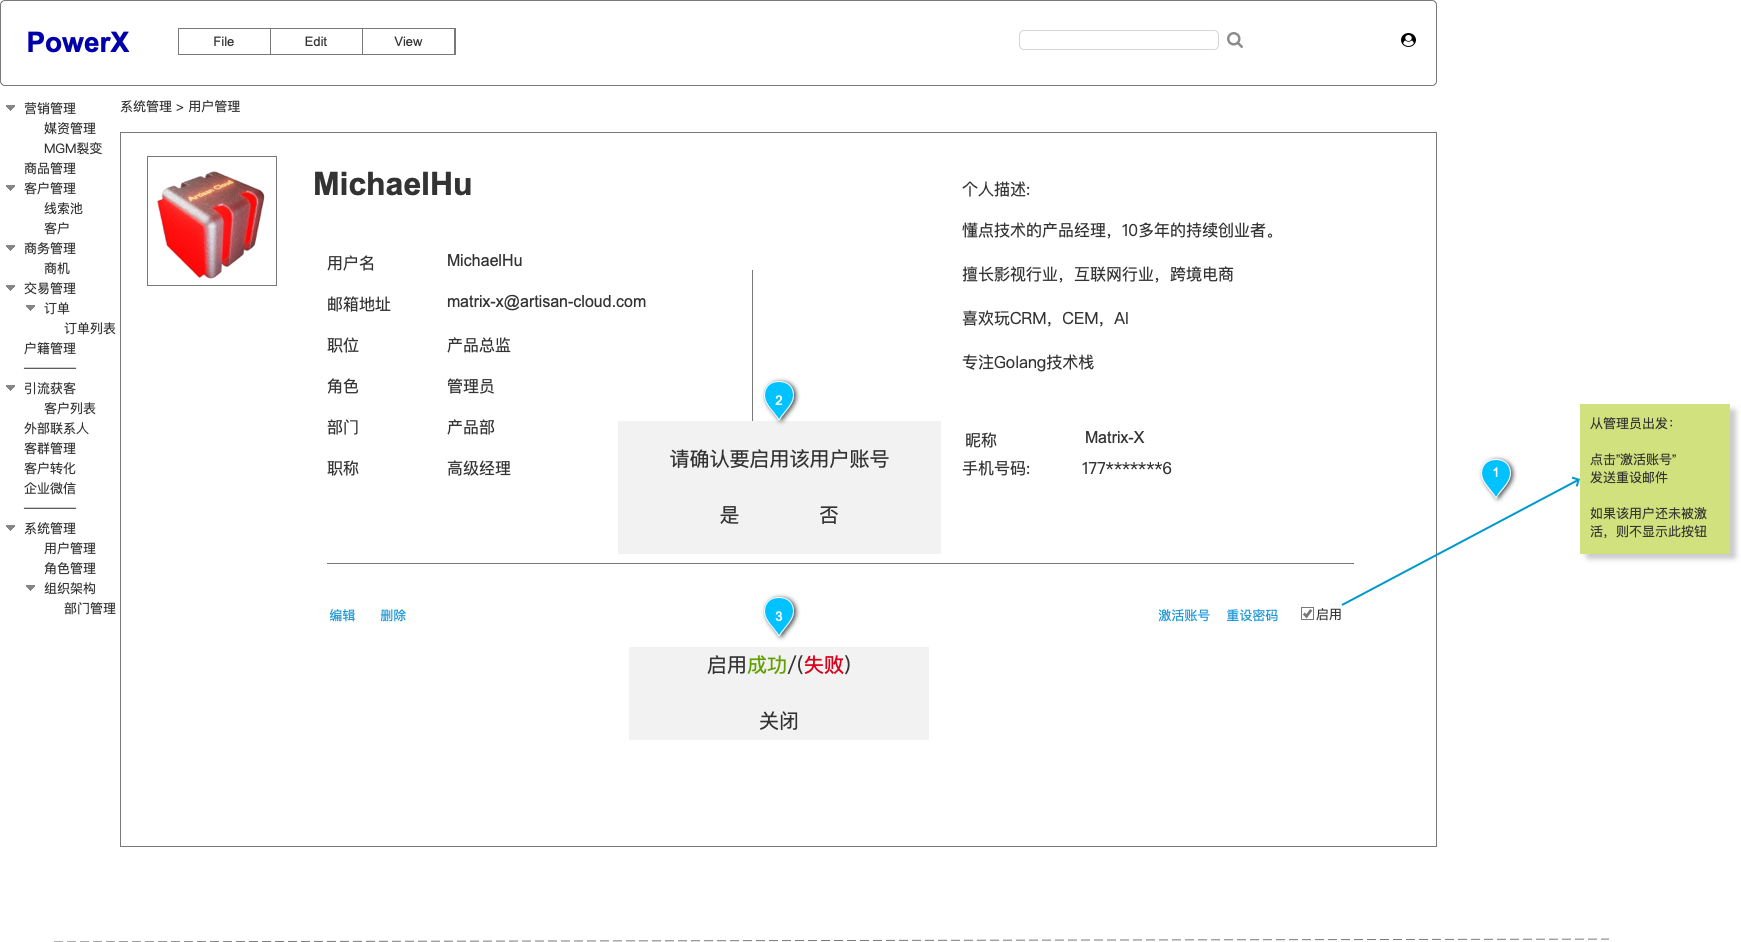 PowerX
File
Edit
View
营销管理
媒资管理
MGM裂变
商品管理
客户管理
线索池
客户
商务管理
商机
交易管理
订单
订单列表
户籍管理
引流获客
客户列表
外部联系人
客群管理
客户转化
企业微信
系统管理
用户管理
角色管理
组织架构
部门管理
系统管理 > 用户管理
Artisan Cloud
MichaelHu
用户名 MichaelHu
邮箱地址 matrix-x@artisan-cloud.com
职位 产品总监
角色 管理员
部门 产品部
职称 高级经理
个人描述:
懂点技术的产品经理，10多年的持续创业者。
擅长影视行业，互联网行业，跨境电商
喜欢玩CRM，CEM，AI
专注Golang技术栈
昵称 Matrix-X
手机号码: 177*******6
2
请确认要启用该用户账号
是 否
编辑 删除
激活账号 重设密码 启用
3
启用成功/(失败)
关闭
1
从管理员出发：
点击"激活账号"
发送重设邮件
如果该用户还未被激
活，则不显示此按钮